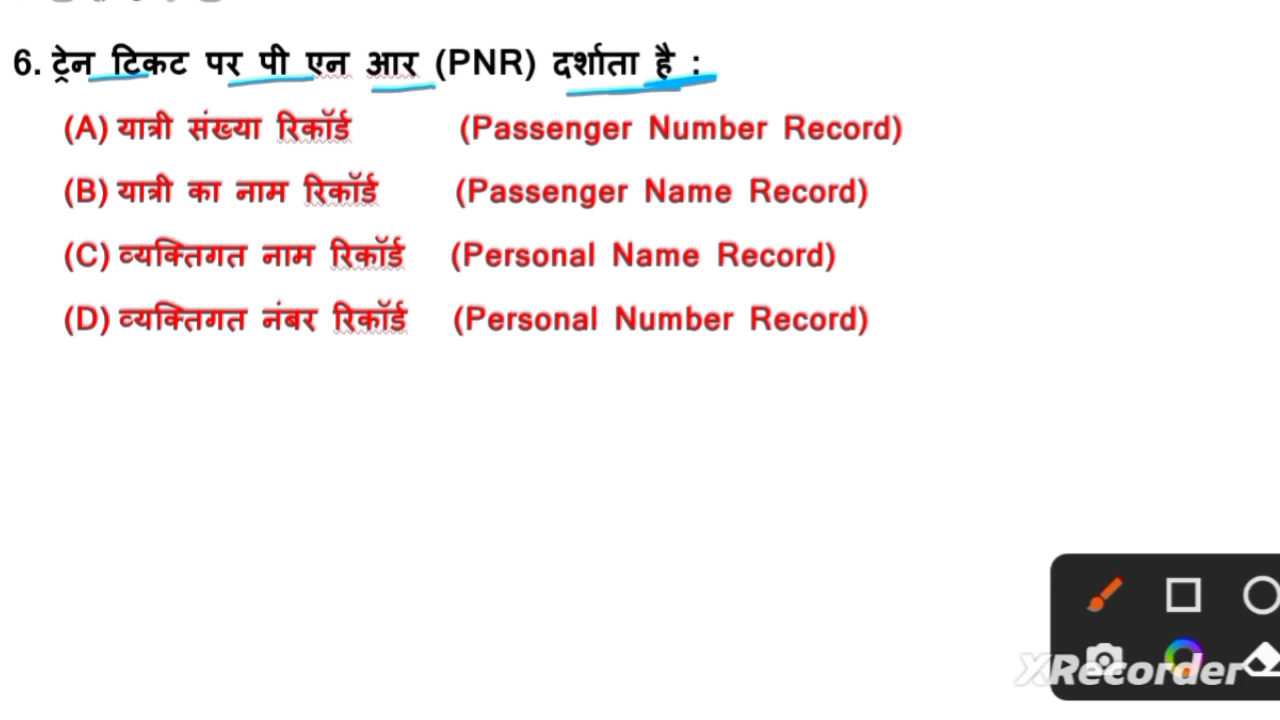 6. ट्रेन टिकट पर पी एन आर (PNR) दर्शाता है :
(A) यात्री संख्या रिकॉर्ड (Passenger Number Record)
(B) यात्री का नाम रिकॉर्ड (Passenger Name Record)
(C) व्यक्तिगत नाम रिकॉर्ड (Personal Name Record)
(D) व्यक्तिगत नंबर रिकॉर्ड (Personal Number Record)
XRecorder